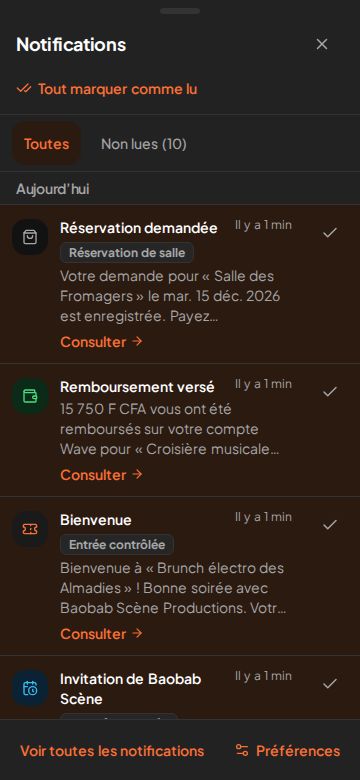 Notifications
Tout marquer comme lu
Toutes
Non lues (10)
Aujourd'hui
Réservation demandée
Il y a 1 min
Réservation de salle
Votre demande pour « Salle des
Fromagers » le mar. 15 déc. 2026
est enregistrée. Payez…
Consulter →
Remboursement versé
Il y a 1 min
15 750 F CFA vous ont été
remboursés sur votre compte
Wave pour « Croisière musicale…
Consulter →
Bienvenue
Il y a 1 min
Entrée contrôlée
Bienvenue à « Brunch électro des
Almadies » ! Bonne soirée avec
Baobab Scène Productions. Votr…
Consulter →
Invitation de Baobab
Scène
Il y a 1 min
Voir toutes les notifications
Préférences